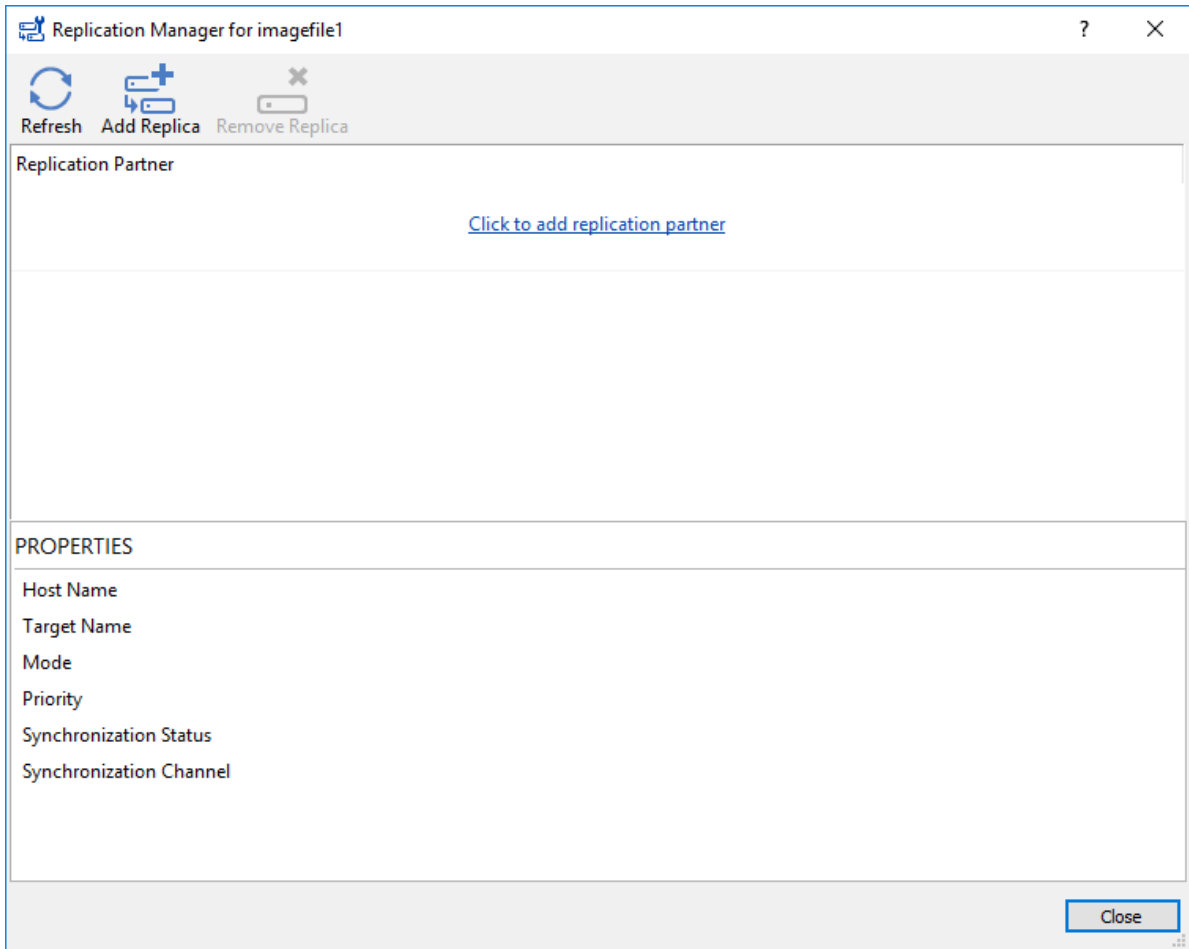 Replication Manager for imagefile1
?
Refresh Add Replica Remove Replica
Replication Partner
Click to add replication partner
PROPERTIES
Host Name
Target Name
Mode
Priority
Synchronization Status
Synchronization Channel
Close